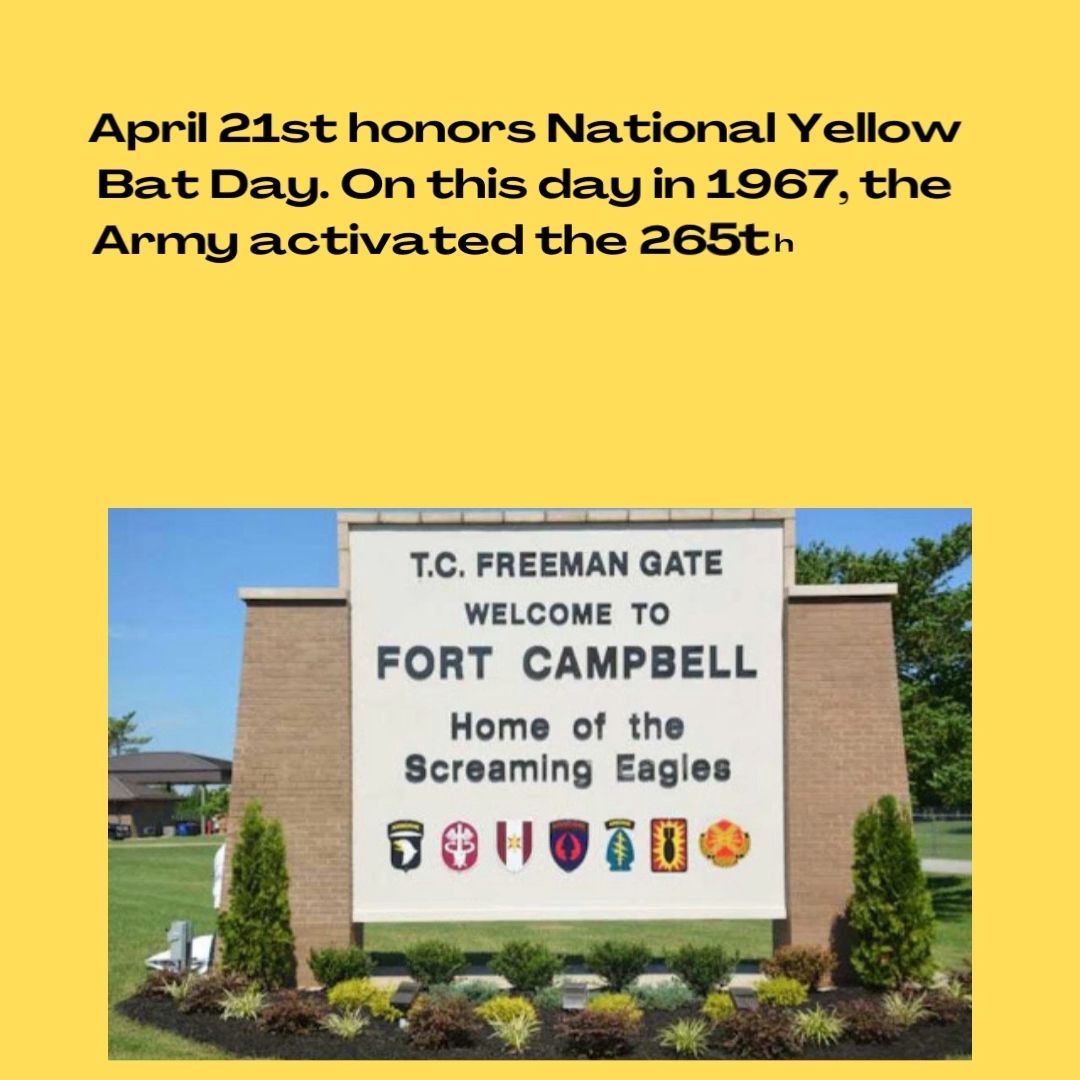 April 21st honors National Yellow
Bat Day. On this day in 1967, the
Army activated the 265th
T.C. FREEMAN GATE
WELCOME TO
FORT CAMPBELL
Home of the
Screaming Eagles